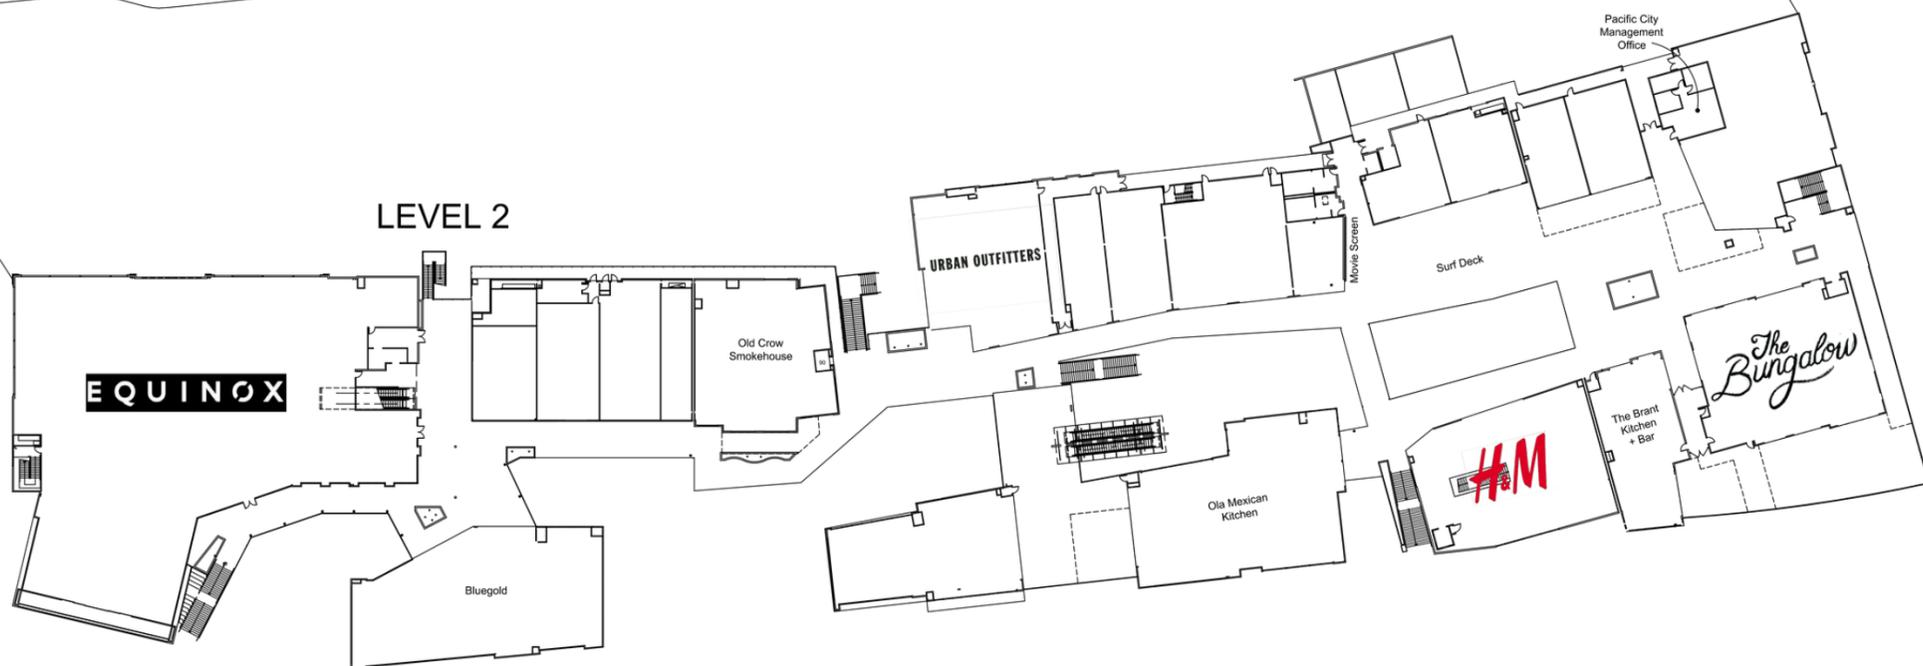 Pacific City
Management
Office
LEVEL 2
URBAN OUTFITTERS
Movie Screen
Surf Deck
EQUINOX
Old Crow
Smokehouse
The
Bungalow
The Brant
Kitchen
+ Bar
H&M
Ola Mexican
Kitchen
Bluegold